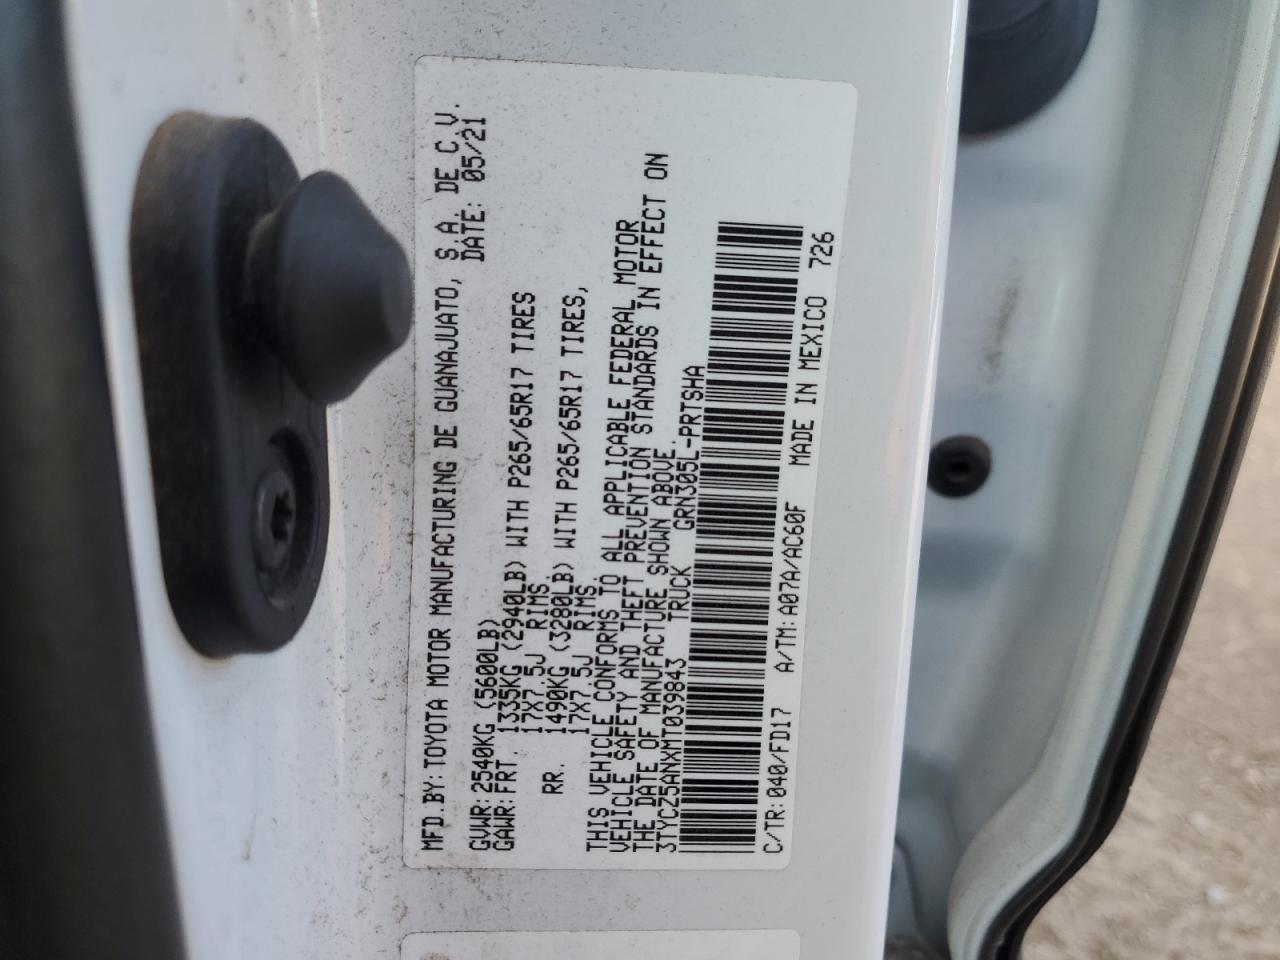 MFD.BY:TOYOTA MOTOR MANUFACTURING DE GUANAJUATO, S.A. DE C.V.
DATE: 05/21
GVWR:2540KG (5600LB)
GAWR:FRT. 1335KG (2940LB) WITH P265/65R17 TIRES
17X7.5J RIMS.
RR. 1490KG (3280LB) WITH P265/65R17 TIRES,
17X7.5J RIMS.
THIS VEHICLE CONFORMS TO ALL APPLICABLE FEDERAL MOTOR
VEHICLE SAFETY AND THEFT PREVENTION STANDARDS IN EFFECT ON
THE DATE OF MANUFACTURE SHOWN ABOVE.
3TYCZ5ANXMT039843 TRUCK GRN305L-PRTSHA
C/TR:040/FD17 A/TM:A07A/AC60F MADE IN MEXICO 726